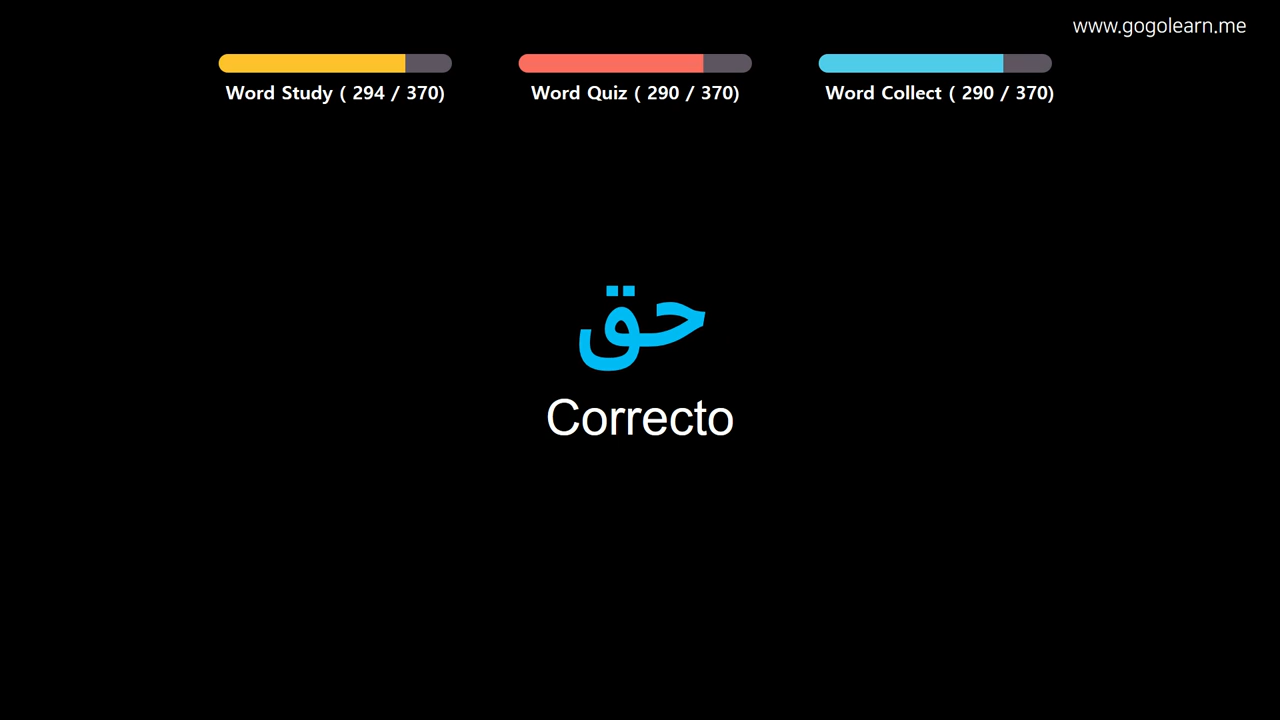 www.gogolearn.me
Word Study ( 294 / 370)
Word Quiz ( 290 / 370)
Word Collect ( 290 / 370)
حق
Correcto